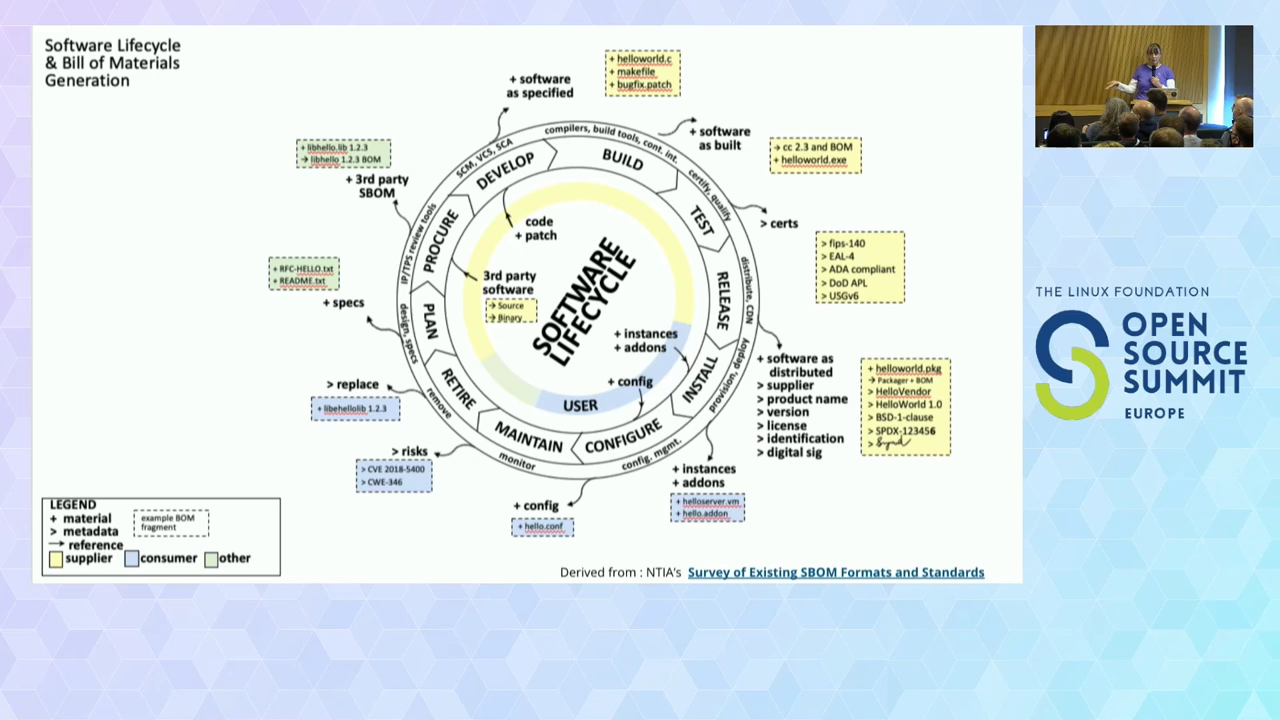 Software Lifecycle
& Bill of Materials
Generation
+ software
as specified
+ helloworld.c
+ makefile
+ bugfix.patch
+ software
as built
→ cc 2.3 and BOM
+ helloworld.exe
> certs
> fips-140
> EAL-4
> ADA compliant
> DoD APL
> USGv6
+ software as
distributed
> supplier
> product name
> version
> license
> identification
> digital sig
+ helloworld.pkg
→ Packager + BOM
> HelloVendor
> HelloWorld 1.0
> BSD-1-clause
> SPDX-123456
>
+ instances
+ addons
+ helloserver.vm
+ hello.addon
+ config
+ hello.conf
> risks
> CVE 2018-5400
> CWE-346
> replace
+ libehellolib 1.2.3
+ specs
+ RFC-HELLO.txt
+ README.txt
+ 3rd party
SBOM
+ libhello.lib 1.2.3
→ libhello 1.2.3 BOM
SCM, VCS, SCA
compilers, build tools, cont. int.
certify, qualify
distribute, CDN
provision, deploy
config. mgmt.
monitor
remove
design, specs
IP/TPS review tools
DEVELOP
BUILD
TEST
RELEASE
INSTALL
CONFIGURE
MAINTAIN
RETIRE
PLAN
PROCURE
code
+ patch
3rd party
software
→ Source
→ Binary
SOFTWARE
LIFECYCLE
+ instances
+ addons
+ config
USER
LEGEND
+ material
> metadata
→ reference
example BOM
fragment
supplier
consumer
other
Derived from : NTIA's Survey of Existing SBOM Formats and Standards
THE LINUX FOUNDATION
OPEN
SOURCE
SUMMIT
EUROPE